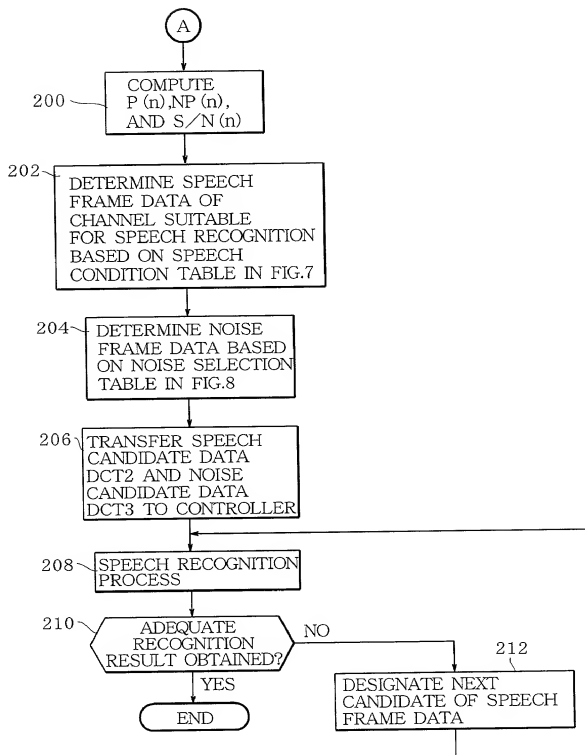 A
200
COMPUTE
P(n),NP(n),
AND S/N(n)
202
DETERMINE SPEECH
FRAME DATA OF
CHANNEL SUITABLE
FOR SPEECH RECOGNITION
BASED ON SPEECH
CONDITION TABLE IN FIG.7
204
DETERMINE NOISE
FRAME DATA BASED
ON NOISE SELECTION
TABLE IN FIG.8
206
TRANSFER SPEECH
CANDIDATE DATA
DCT2 AND NOISE
CANDIDATE DATA
DCT3 TO CONTROLLER
208
SPEECH RECOGNITION
PROCESS
210
ADEQUATE
RECOGNITION
RESULT OBTAINED?
NO
YES
END
212
DESIGNATE NEXT
CANDIDATE OF SPEECH
FRAME DATA